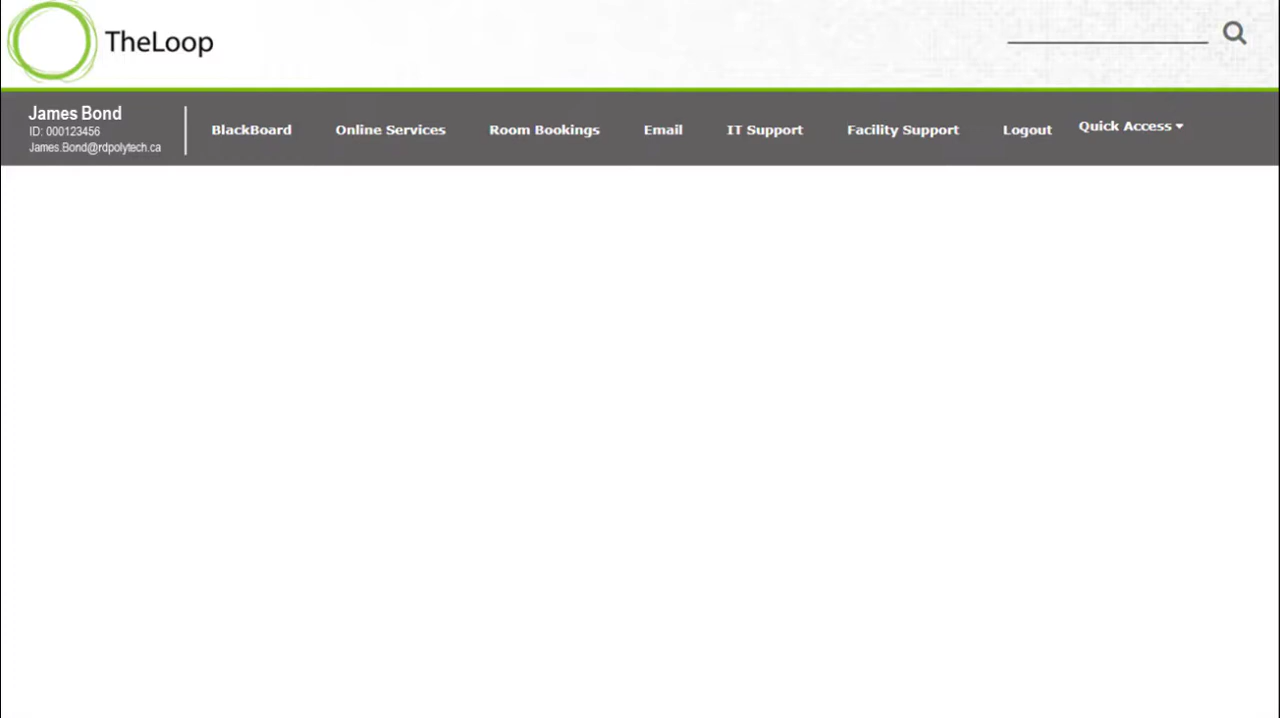 TheLoop
James Bond
ID: 000123456
James.Bond@rdpolytech.ca
BlackBoard
Online Services
Room Bookings
Email
IT Support
Facility Support
Logout
Quick Access